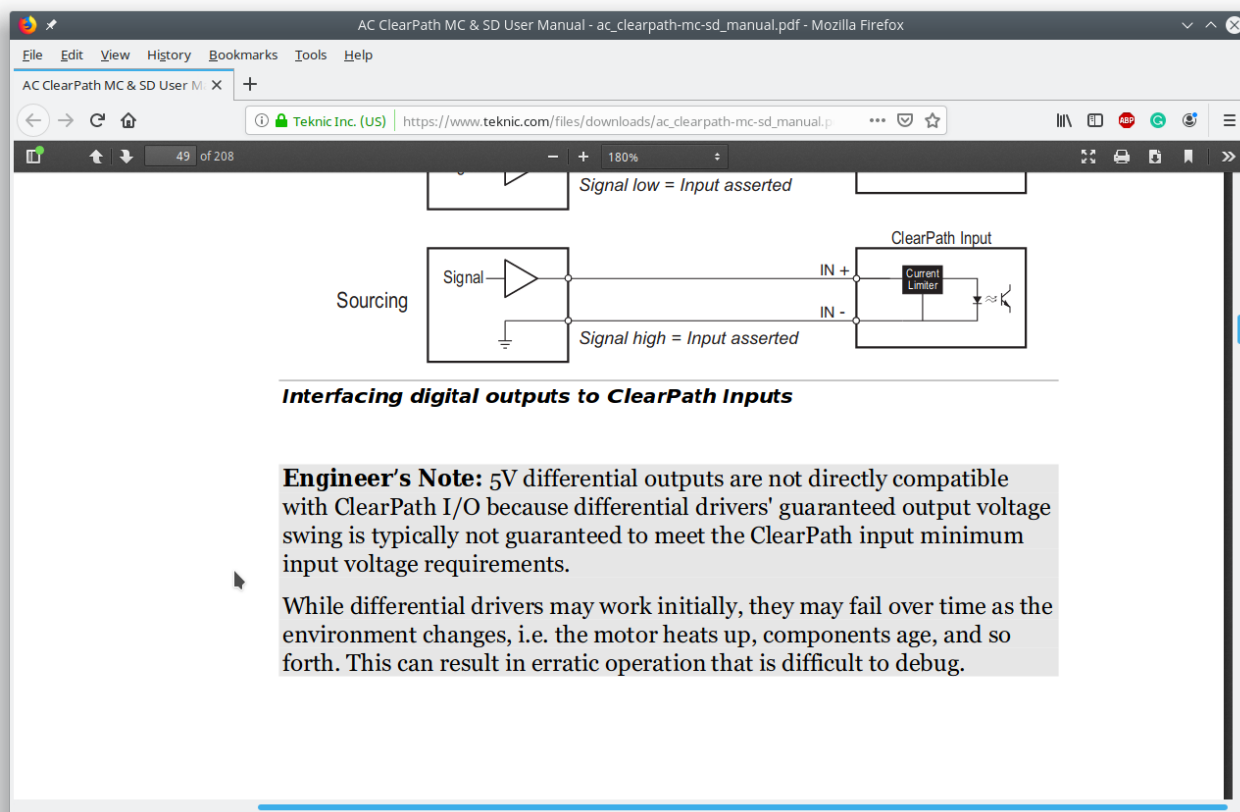 AC ClearPath MC & SD User Manual - ac_clearpath-mc-sd_manual.pdf - Mozilla Firefox
File Edit View History Bookmarks Tools Help
AC ClearPath MC & SD User M
Teknic Inc. (US) https://www.teknic.com/files/downloads/ac_clearpath-mc-sd_manual.p
ABP
49 of 208
180%
Signal low = Input asserted
ClearPath Input
Signal
IN +
Current
Limiter
Sourcing
IN -
Signal high = Input asserted
Interfacing digital outputs to ClearPath Inputs
Engineer's Note: 5V differential outputs are not directly compatible
with ClearPath I/O because differential drivers' guaranteed output voltage
swing is typically not guaranteed to meet the ClearPath input minimum
input voltage requirements.
While differential drivers may work initially, they may fail over time as the
environment changes, i.e. the motor heats up, components age, and so
forth. This can result in erratic operation that is difficult to debug.